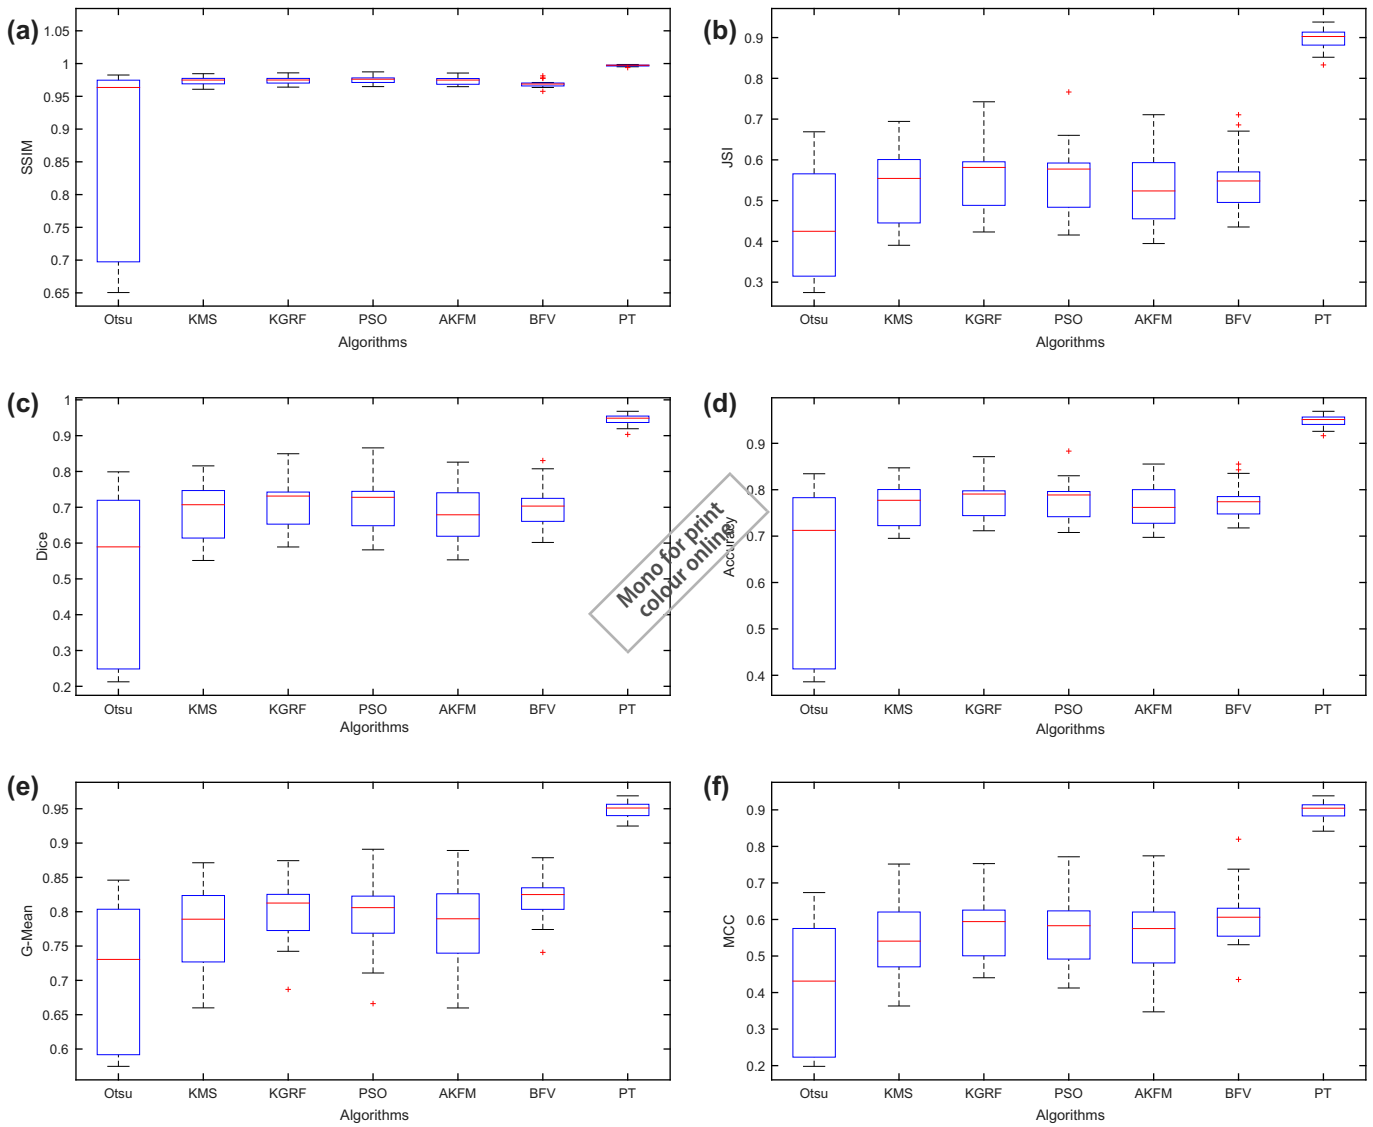 (a)
1.05
1
0.95
0.9
0.85
0.8
0.75
0.7
0.65
SSIM
Otsu KMS KGRF PSO AKFM BFV PT
Algorithms
(b)
0.9
0.8
0.7
0.6
0.5
0.4
0.3
JSI
Otsu KMS KGRF PSO AKFM BFV PT
Algorithms
(c)
1
0.9
0.8
0.7
0.6
0.5
0.4
0.3
0.2
Dice
Otsu KMS KGRF PSO AKFM BFV PT
Algorithms
(d)
0.9
0.8
0.7
0.6
0.5
0.4
Accuracy
Otsu KMS KGRF PSO AKFM BFV PT
Mono for print
colour online
(e)
0.95
0.9
0.85
0.8
0.75
0.7
0.65
0.6
G-Mean
Otsu KMS KGRF PSO AKFM BFV PT
Algorithms
(f)
0.9
0.8
0.7
0.6
0.5
0.4
0.3
0.2
MCC
Otsu KMS KGRF PSO AKFM BFV PT
Algorithms